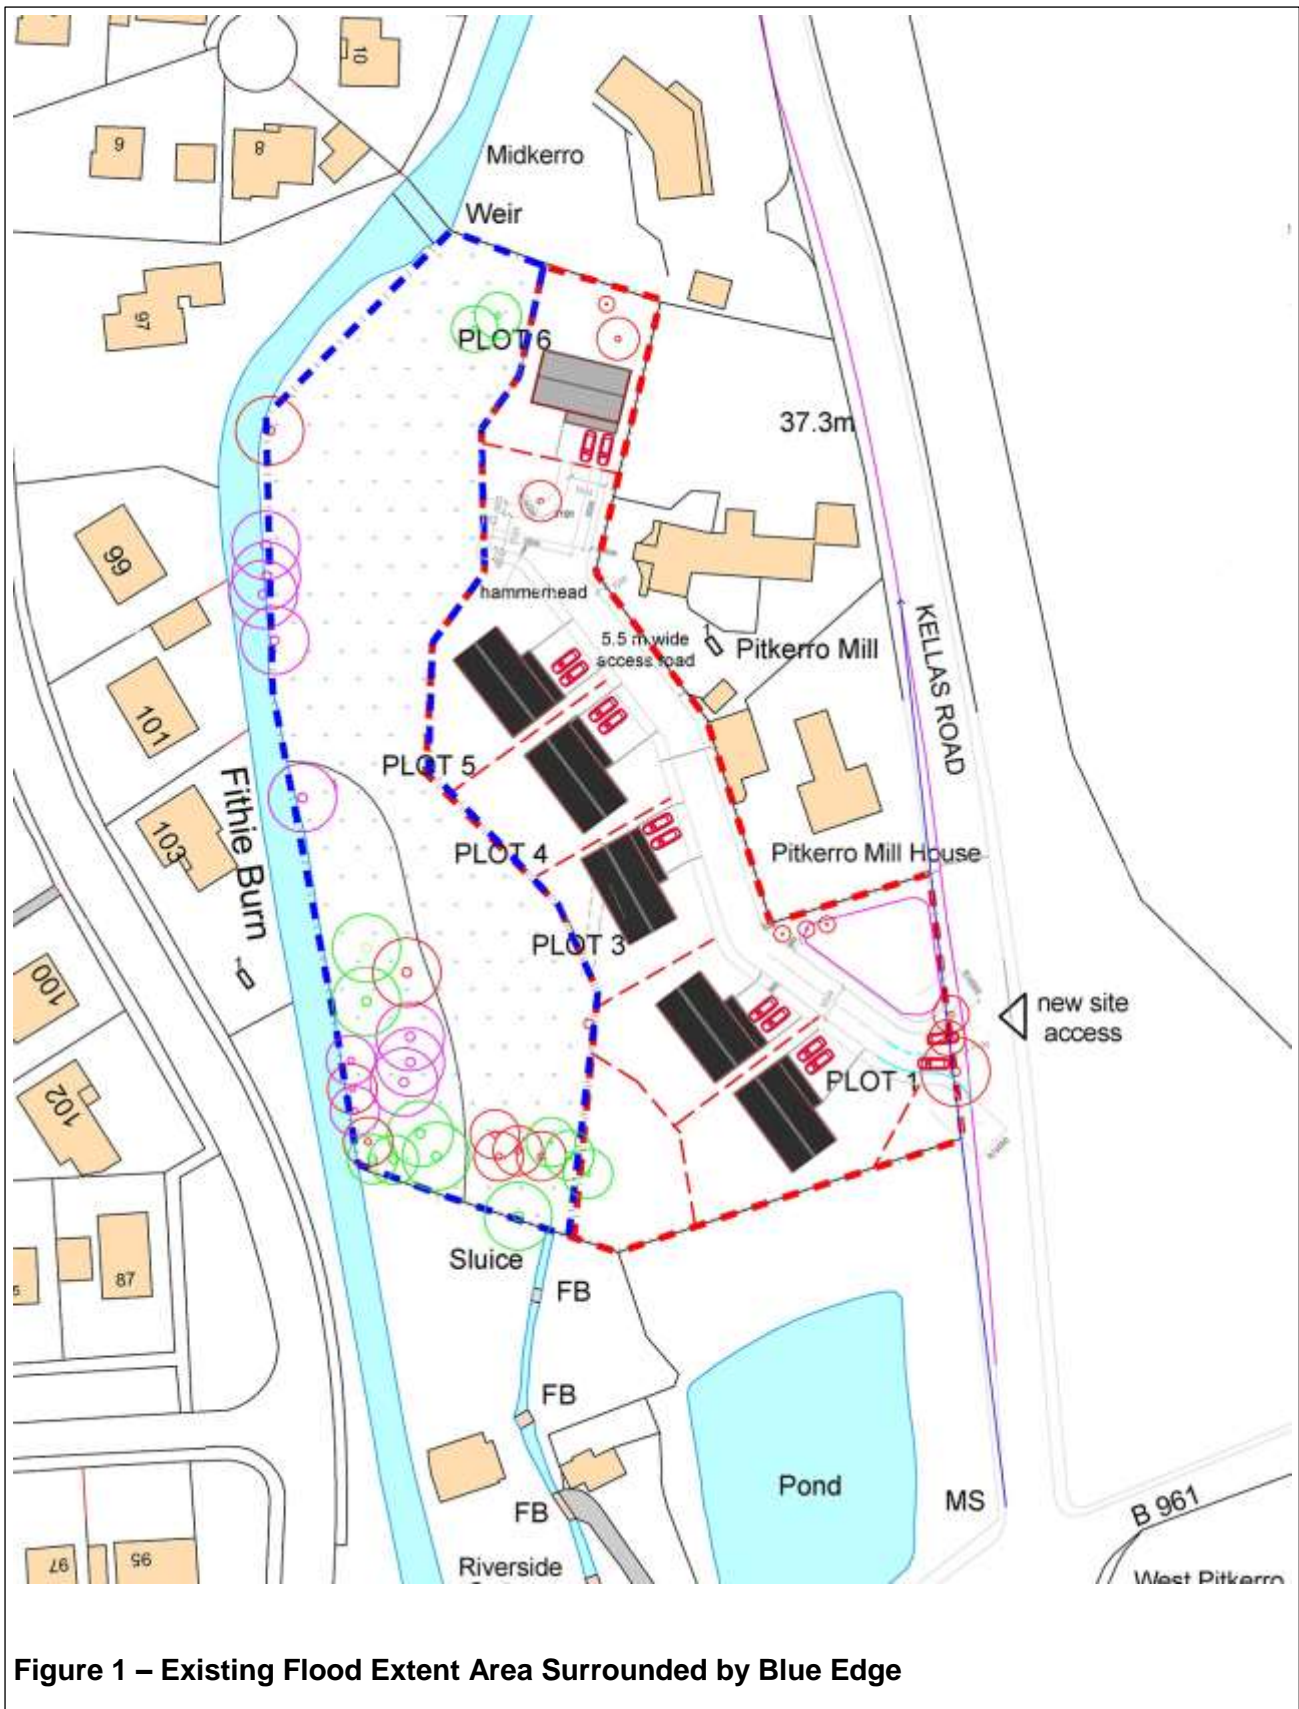 10
9
8
Midkerro
Weir
97
PLOT 6
37.3m
99
hammerhead
5.5 m wide
access road
Pitkerro Mill
KELLAS ROAD
101
PLOT 5
103
Fithie Burn
PLOT 4
Pitkerro Mill House
PLOT 3
100
new site
access
PLOT 1
102
Sluice
87
FB
FB
Pond
MS
FB
B 961
97
95
Riverside
West Pitkerro
Figure 1 – Existing Flood Extent Area Surrounded by Blue Edge